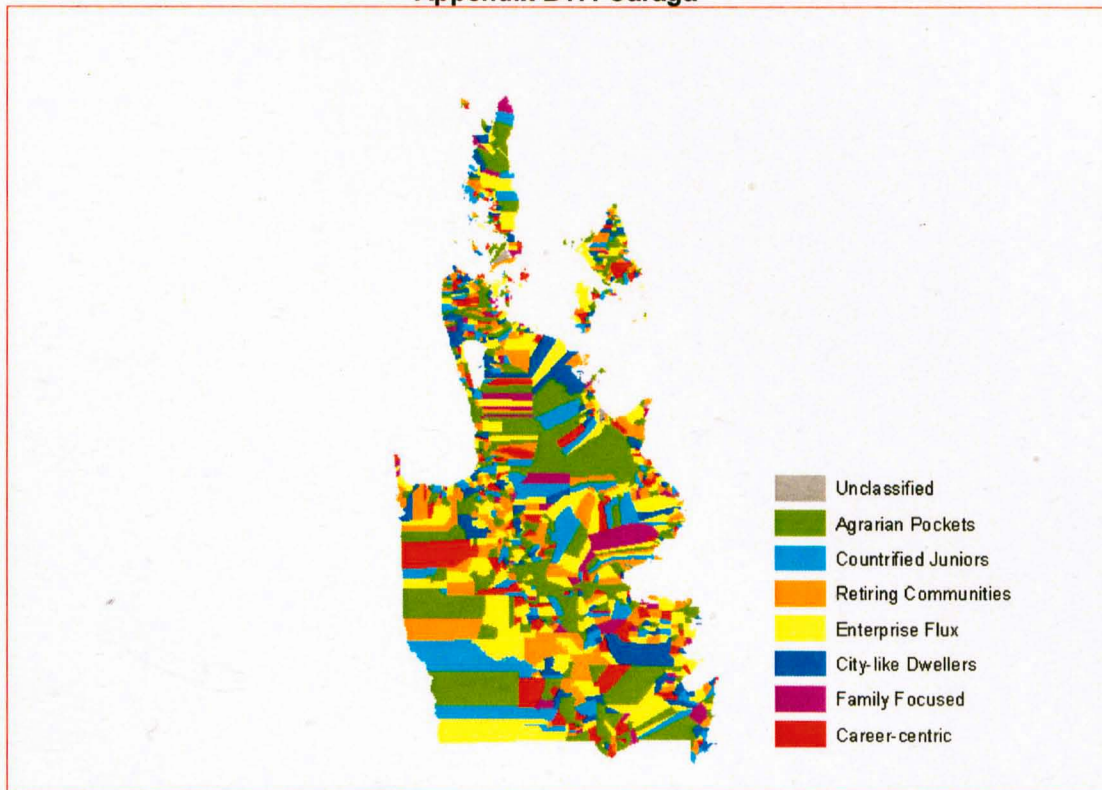 Unclassified
Agrarian Pockets
Countrified Juniors
Retiring Communities
Enterprise Flux
City-like Dwellers
Family Focused
Career-centric